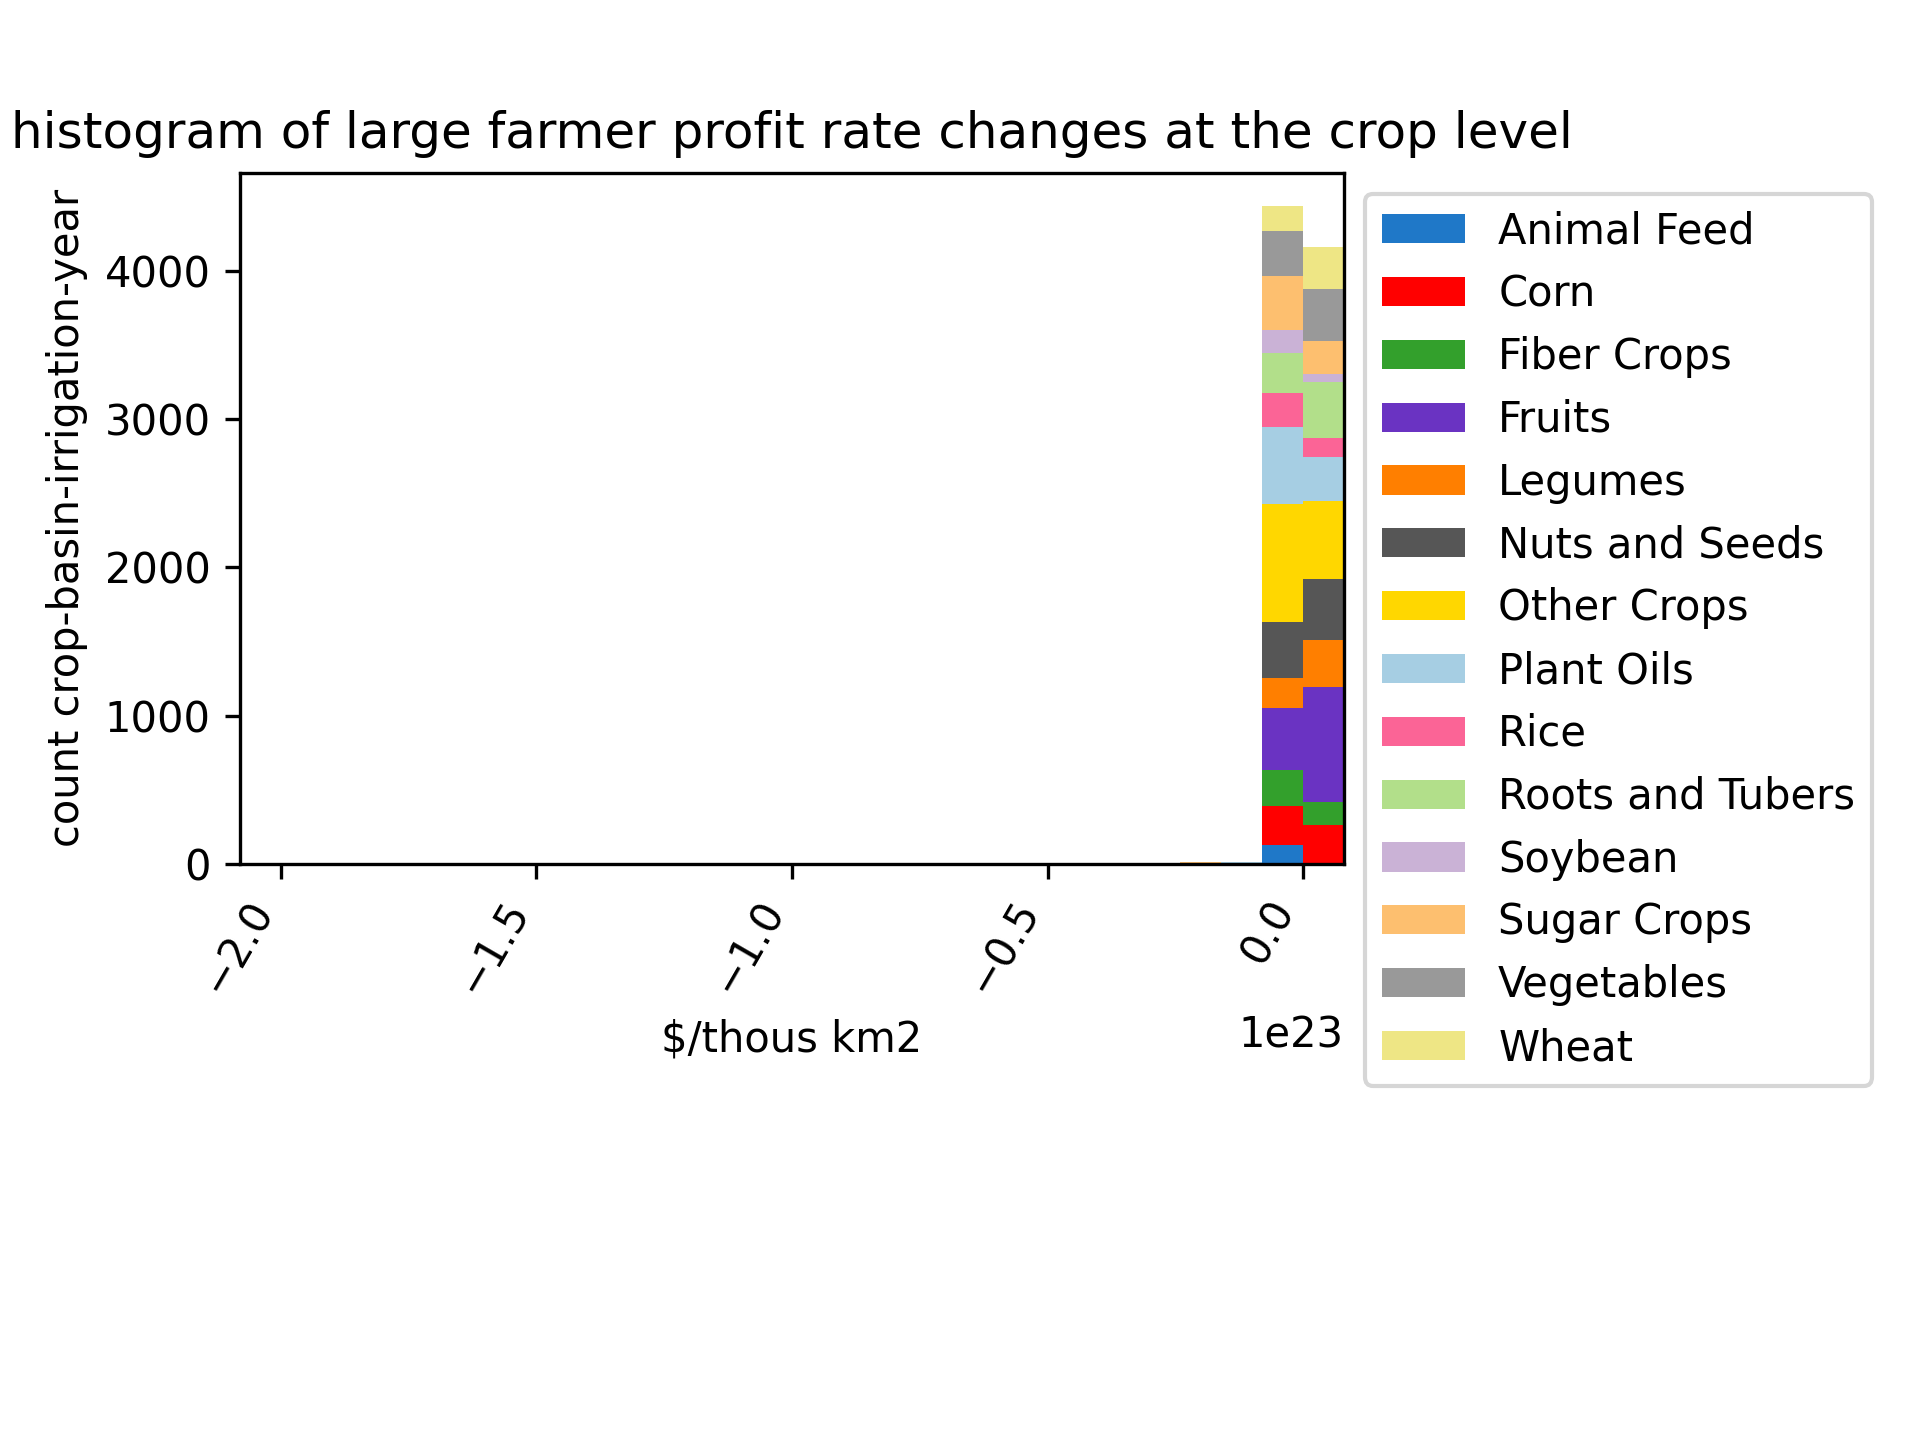 histogram of large farmer profit rate changes at the crop level
count crop-basin-irrigation-year
4000
3000
2000
1000
0
−2.0
−1.5
−1.0
−0.5
0.0
1e23
$/thous km2
Animal Feed
Corn
Fiber Crops
Fruits
Legumes
Nuts and Seeds
Other Crops
Plant Oils
Rice
Roots and Tubers
Soybean
Sugar Crops
Vegetables
Wheat